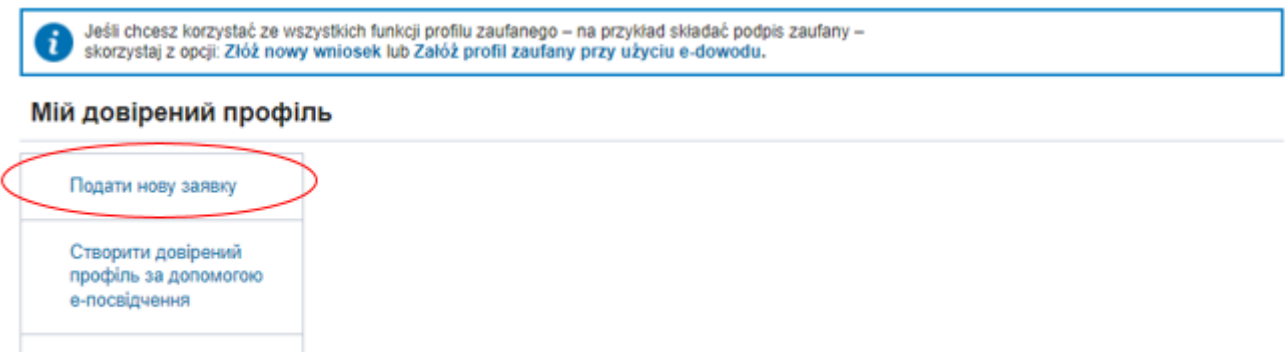 Jeśli chcesz korzystać ze wszystkich funkcji profilu zaufanego – na przykład składać podpis zaufany –
skorzystaj z opcji: Złóż nowy wniosek lub Załóż profil zaufany przy użyciu e-dowodu.
Мій довірений профіль
Подати нову заявку
Створити довірений
профіль за допомогою
е-посвідчення